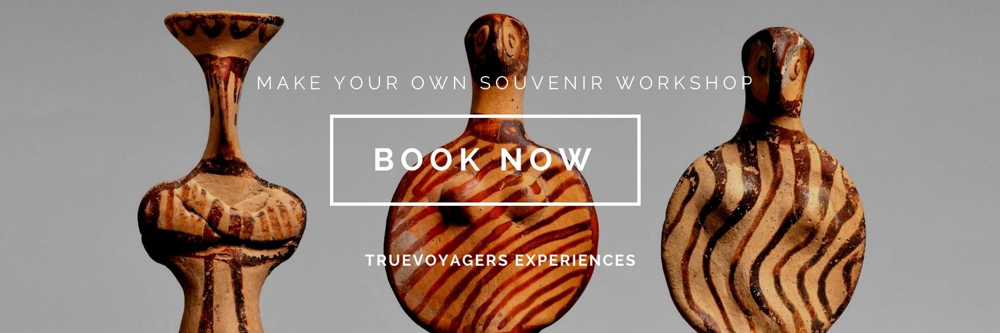 MAKE YOUR OWN SOUVENIR WORKSHOP
BOOK NOW
TRUEVOYAGERS EXPERIENCES